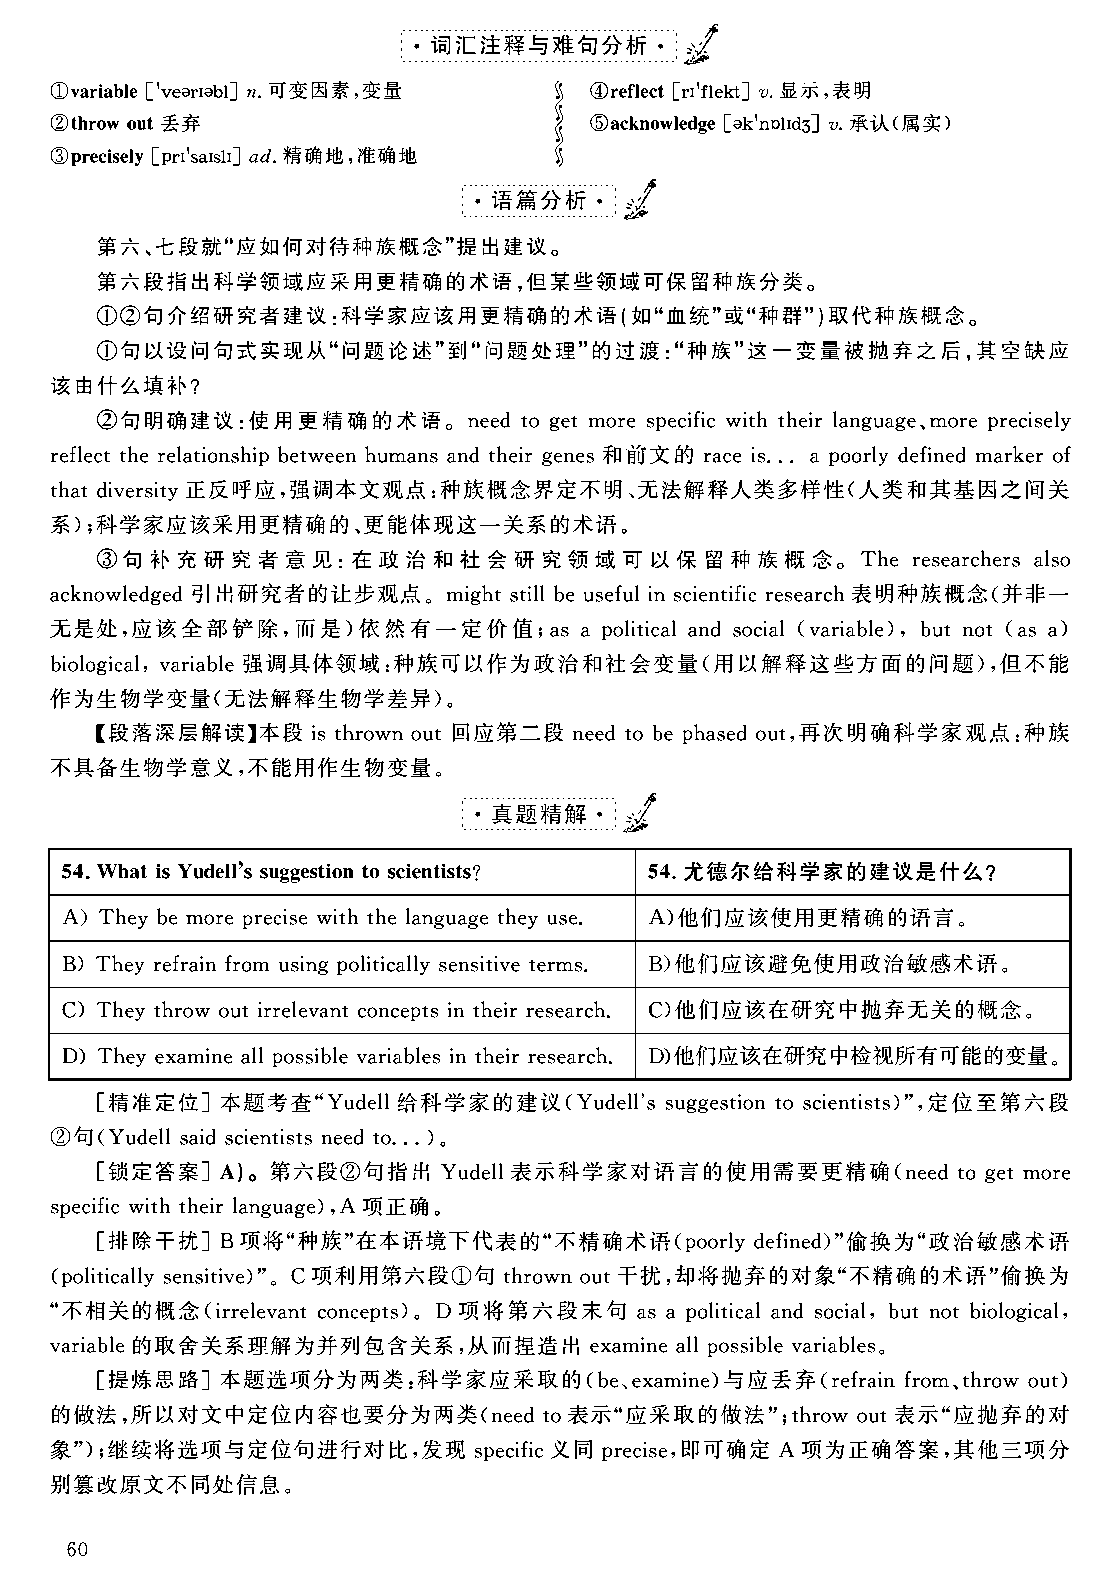 ·词汇注释与难句分析·
①variable [ˈveərɪəbl] n. 可变因素,变量
②throw out 丢弃
③precisely [prɪˈsaɪslɪ] ad. 精确地,准确地
④reflect [rɪˈflekt] v. 显示,表明
⑤acknowledge [əkˈnɒlɪdʒ] v. 承认(属实)
·语篇分析·
第六、七段就“应如何对待种族概念”提出建议。
第六段指出科学领域应采用更精确的术语,但某些领域可保留种族分类。
①②句介绍研究者建议:科学家应该用更精确的术语(如“血统”或“种群”)取代种族概念。
①句以设问句式实现从“问题论述”到“问题处理”的过渡:“种族”这一变量被抛弃之后,其空缺应
该由什么填补?
②句明确建议:使用更精确的术语。need to get more specific with their language、more precisely
reflect the relationship between humans and their genes 和前文的 race is... a poorly defined marker of
that diversity 正反呼应,强调本文观点:种族概念界定不明、无法解释人类多样性(人类和其基因之间关
系);科学家应该采用更精确的、更能体现这一关系的术语。
③句补充研究者意见:在政治和社会研究领域可以保留种族概念。The researchers also
acknowledged 引出研究者的让步观点。might still be useful in scientific research 表明种族概念(并非一
无是处,应该全部铲除,而是)依然有一定价值;as a political and social (variable), but not (as a)
biological, variable 强调具体领域:种族可以作为政治和社会变量(用以解释这些方面的问题),但不能
作为生物学变量(无法解释生物学差异)。
【段落深层解读】本段 is thrown out 回应第二段 need to be phased out,再次明确科学家观点:种族
不具备生物学意义,不能用作生物变量。
·真题精解·
54. What is Yudell's suggestion to scientists?
54. 尤德尔给科学家的建议是什么?
A) They be more precise with the language they use.
A)他们应该使用更精确的语言。
B) They refrain from using politically sensitive terms.
B)他们应该避免使用政治敏感术语。
C) They throw out irrelevant concepts in their research.
C)他们应该在研究中抛弃无关的概念。
D) They examine all possible variables in their research.
D)他们应该在研究中检视所有可能的变量。
[精准定位] 本题考查“Yudell 给科学家的建议(Yudell's suggestion to scientists)”,定位至第六段
②句(Yudell said scientists need to...)。
[锁定答案] A)。第六段②句指出 Yudell 表示科学家对语言的使用需要更精确(need to get more
specific with their language),A 项正确。
[排除干扰] B 项将“种族”在本语境下代表的“不精确术语(poorly defined)”偷换为“政治敏感术语
(politically sensitive)”。C 项利用第六段①句 thrown out 干扰,却将抛弃的对象“不精确的术语”偷换为
“不相关的概念(irrelevant concepts)。D 项将第六段末句 as a political and social, but not biological,
variable 的取舍关系理解为并列包含关系,从而捏造出 examine all possible variables。
[提炼思路] 本题选项分为两类:科学家应采取的(be、examine)与应丢弃(refrain from、throw out)
的做法,所以对文中定位内容也要分为两类(need to 表示“应采取的做法”;throw out 表示“应抛弃的对
象”);继续将选项与定位句进行对比,发现 specific 义同 precise,即可确定 A 项为正确答案,其他三项分
别篡改原文不同处信息。
60